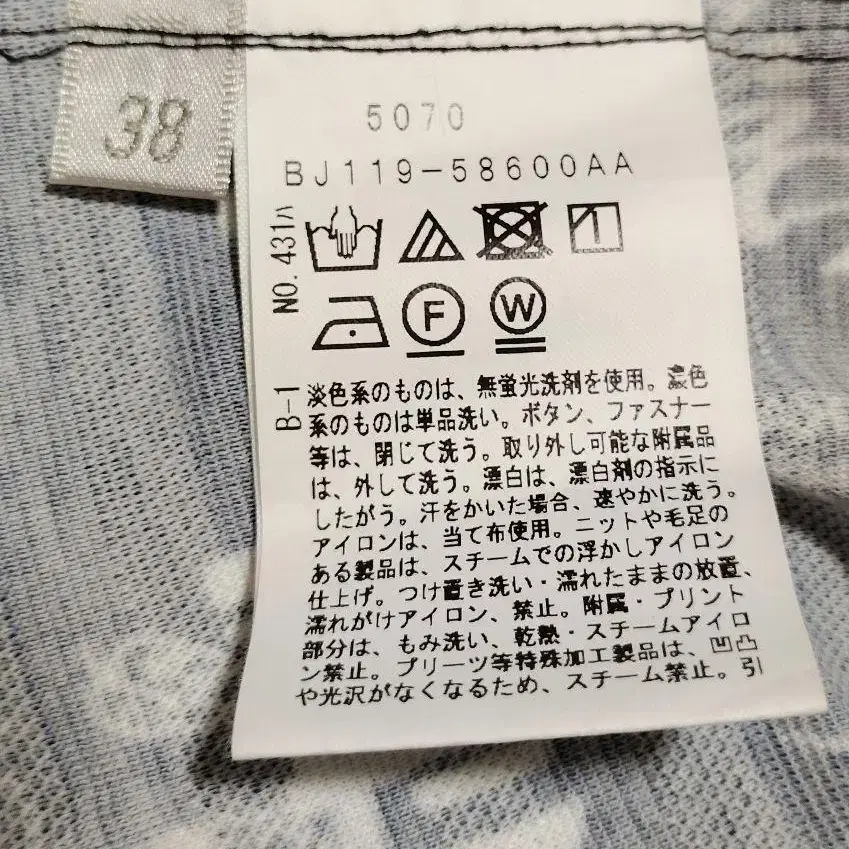 38
5070
BJ119-58600AA
NO. 431ハ
F
W
B-1
淡色系のものは、無蛍光洗剤を使用。濃色
系のものは単品洗い。ボタン、ファスナー
等は、閉じて洗う。取り外し可能な附属品
は、外して洗う。漂白は、漂白剤の指示に
したがう。汗をかいた場合、速やかに洗う。
アイロンは、当て布使用。ニットや毛足の
ある製品は、スチームでの浮かしアイロン
仕上げ。つけ置き洗い・濡れたままの放置、
濡れがけアイロン、禁止。附属・プリント
部分は、もみ洗い、乾熱・スチームアイロ
ン禁止。プリーツ等特殊加工製品は、凹凸
や光沢がなくなるため、スチーム禁止。引